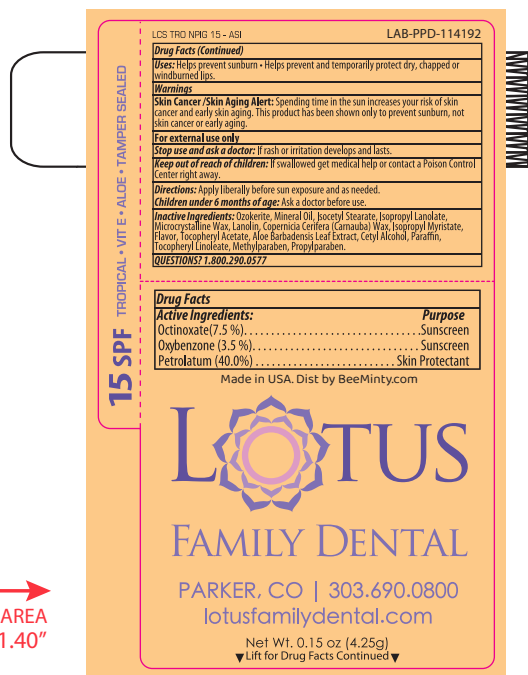 LCS TRO NPIG 15 - ASI LAB-PPD-114192
Drug Facts (Continued)
Uses: Helps prevent sunburn • Helps prevent and temporarily protect dry, chapped or
windburned lips.
Warnings
Skin Cancer /Skin Aging Alert: Spending time in the sun increases your risk of skin
cancer and early skin aging. This product has been shown only to prevent sunburn, not
skin cancer or early aging.
For external use only
Stop use and ask a doctor: If rash or irritation develops and lasts.
Keep out of reach of children: If swallowed get medical help or contact a Poison Control
Center right away.
Directions: Apply liberally before sun exposure and as needed.
Children under 6 months of age: Ask a doctor before use.
Inactive Ingredients: Ozokerite, Mineral Oil, Isocetyl Stearate, Isopropyl Lanolate,
Microcrystalline Wax, Lanolin, Copernicia Cerifera (Carnauba) Wax, Isopropyl Myristate,
Flavor, Tocopheryl Acetate, Aloe Barbadensis Leaf Extract, Cetyl Alcohol, Paraffin,
Tocopheryl Linoleate, Methylparaben, Propylparaben.
QUESTIONS? 1.800.290.0577
15 SPF TROPICAL • VIT E • ALOE • TAMPER SEALED
Drug Facts
Active Ingredients: Purpose
Octinoxate(7.5 %)..............................Sunscreen
Oxybenzone (3.5 %)............................Sunscreen
Petrolatum (40.0%)........................Skin Protectant
Made in USA. Dist by BeeMinty.com
LOTUS
FAMILY DENTAL
PARKER, CO | 303.690.0800
lotusfamilydental.com
Net Wt. 0.15 oz (4.25g)
▼Lift for Drug Facts Continued▼
AREA
1.40"